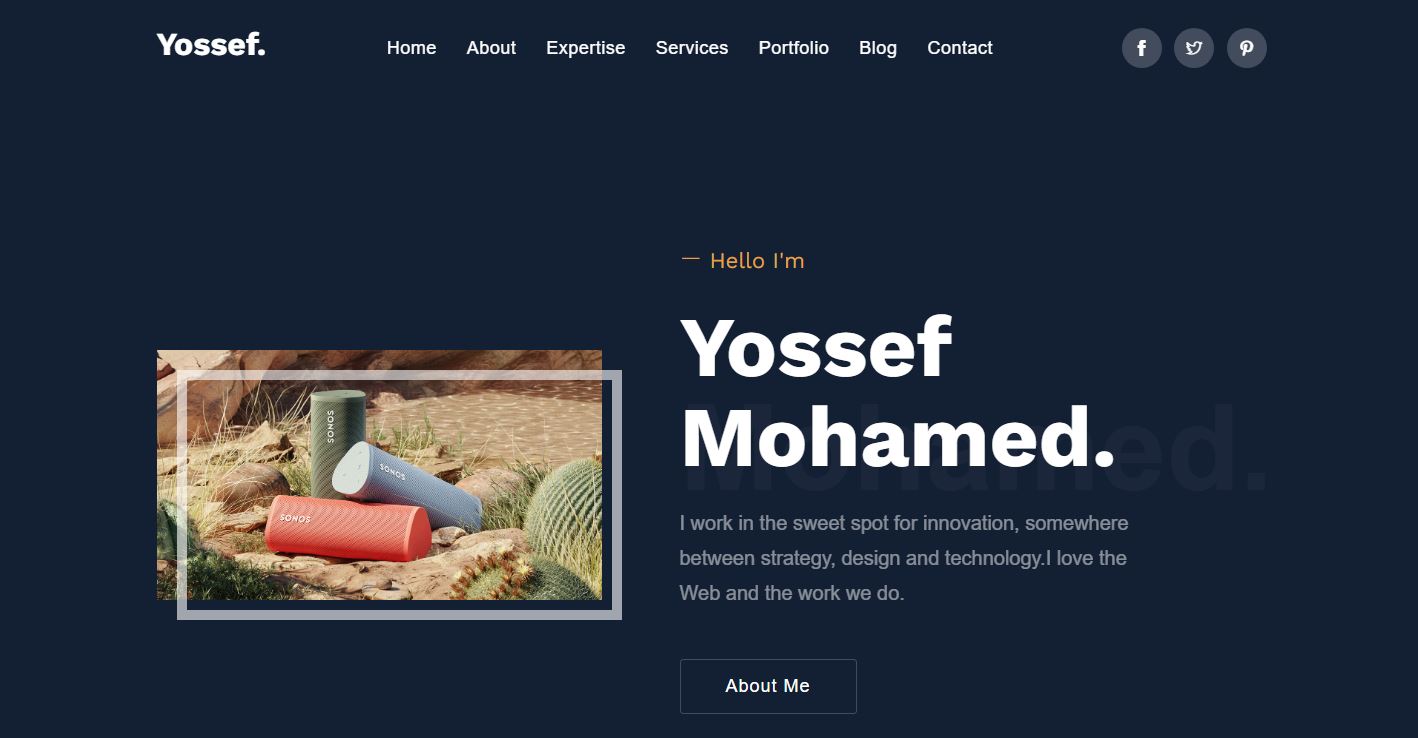 Yossef.
Home About Expertise Services Portfolio Blog Contact
— Hello I'm
Yossef
Mohamed.
Mohamed.
I work in the sweet spot for innovation, somewhere
between strategy, design and technology.I love the
Web and the work we do.
About Me
SONOS
SONOS
SONOS